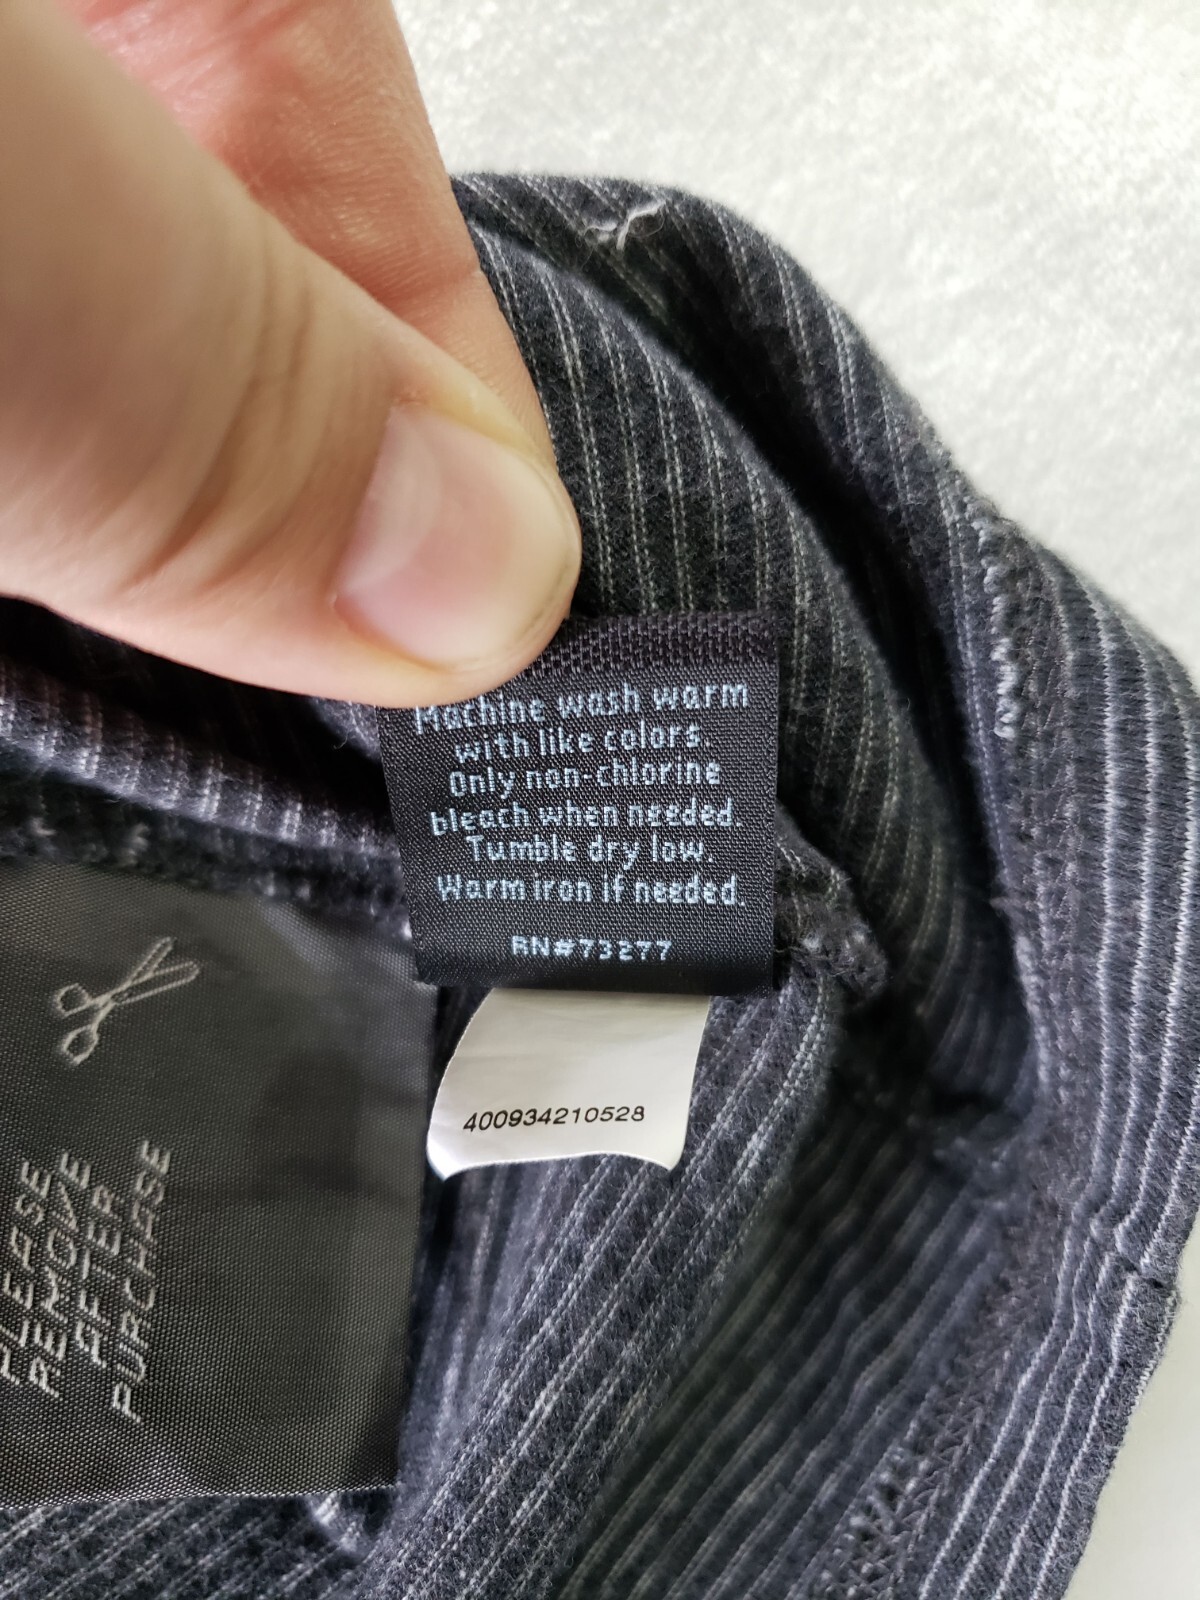 Machine wash warm
with like colors.
Only non-chlorine
bleach when needed.
Tumble dry low.
Warm iron if needed.
RN#73277
400934210528
PLEASE
REMOVE
AFTER
PURCHASE